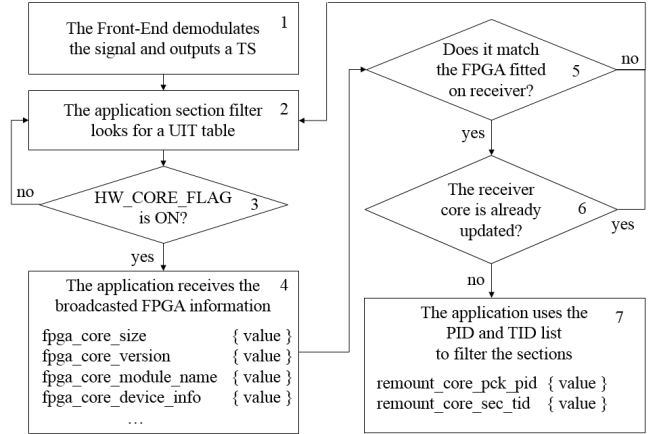 The Front-End demodulates 1
the signal and outputs a TS
The application section filter 2
looks for a UIT table
no
HW_CORE_FLAG 3
is ON?
yes
The application receives the 4
broadcasted FPGA information
fpga_core_size { value }
fpga_core_version { value }
fpga_core_module_name { value }
fpga_core_device_info { value }
...
Does it match
the FPGA fitted 5
on receiver?
no
yes
The receiver
core is already 6
updated?
yes
no
The application uses the 7
PID and TID list
to filter the sections
remount_core_pck_pid { value }
remount_core_sec_tid { value }